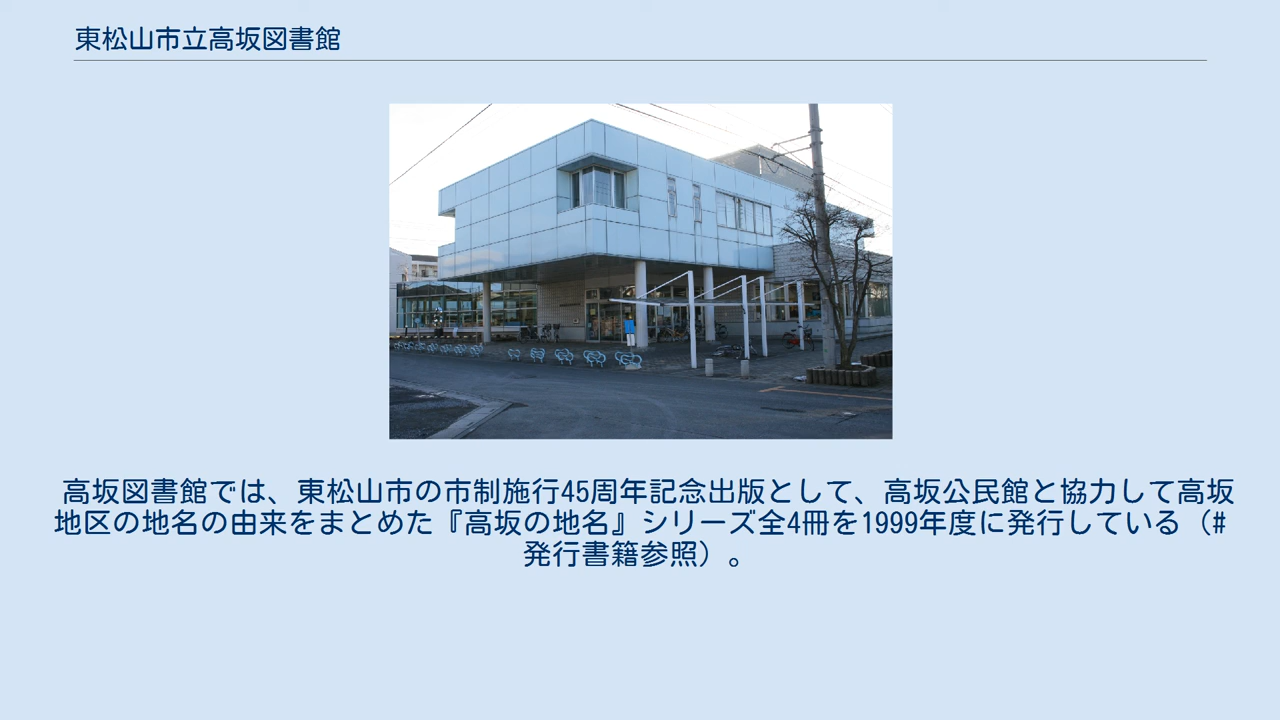 東松山市立高坂図書館
高坂図書館では、東松山市の市制施行45周年記念出版として、高坂公民館と協力して高坂
地区の地名の由来をまとめた『高坂の地名』シリーズ全4冊を1999年度に発行している（#
発行書籍参照）。